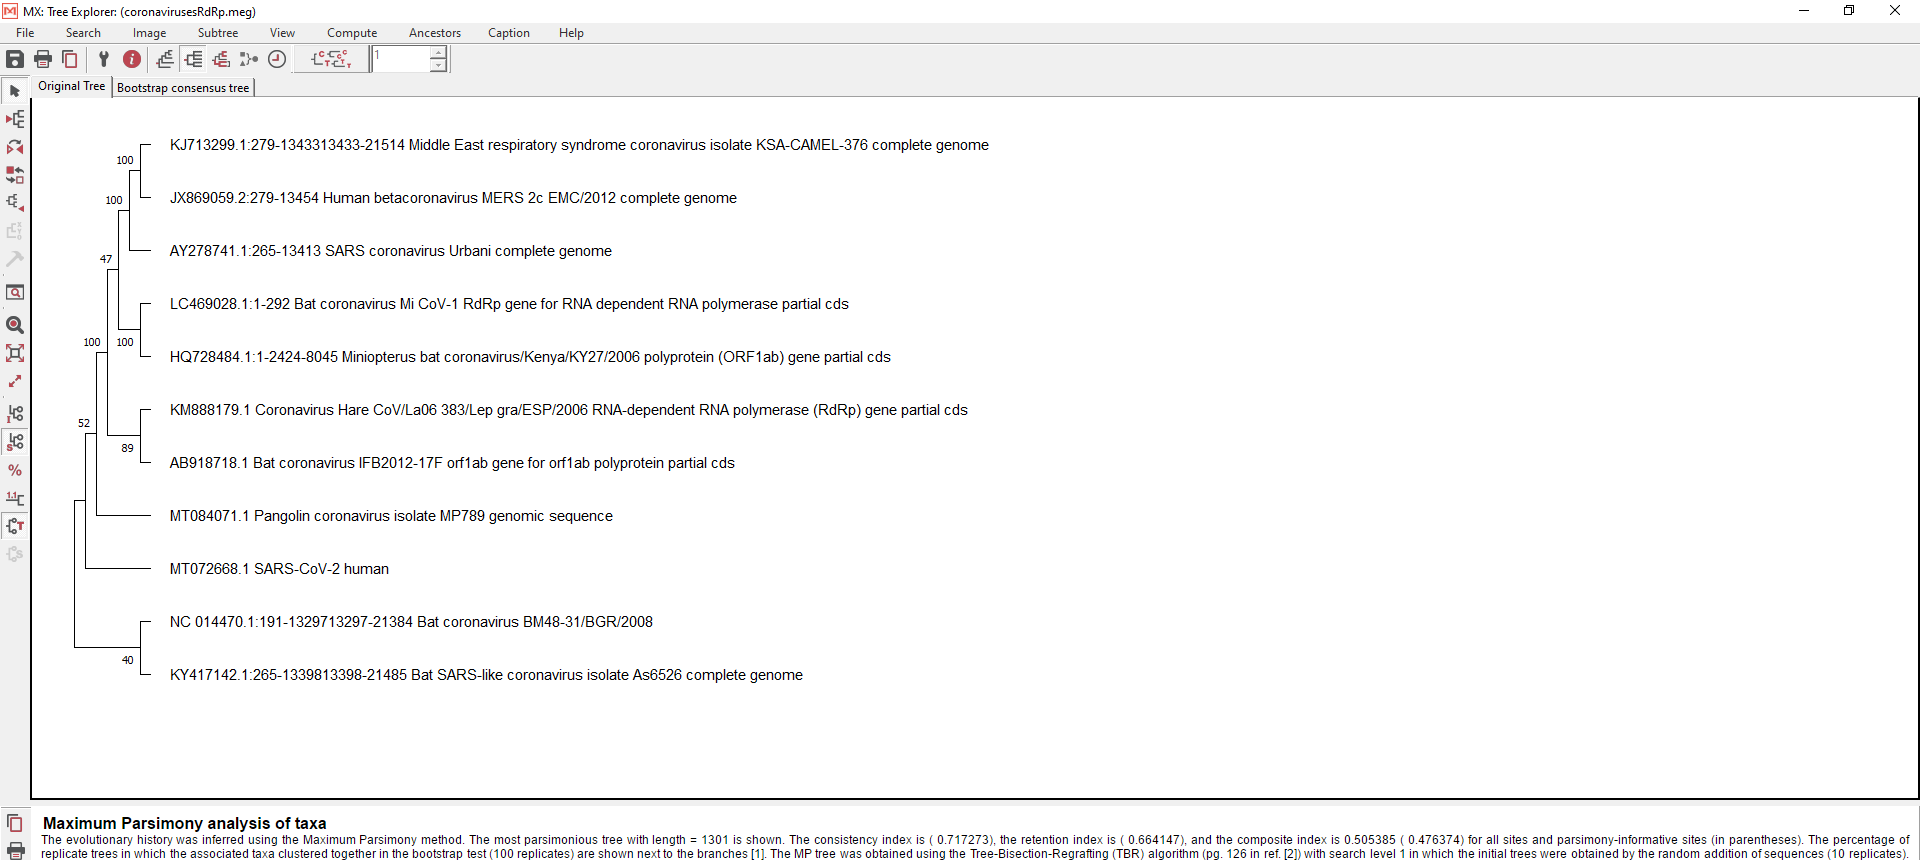 MX: Tree Explorer: (coronavirusesRdRp.meg)
File Search Image Subtree View Compute Ancestors Caption Help
1
Original Tree Bootstrap consensus tree
KJ713299.1:279-1343313433-21514 Middle East respiratory syndrome coronavirus isolate KSA-CAMEL-376 complete genome
100
JX869059.2:279-13454 Human betacoronavirus MERS 2c EMC/2012 complete genome
100
AY278741.1:265-13413 SARS coronavirus Urbani complete genome
47
LC469028.1:1-292 Bat coronavirus Mi CoV-1 RdRp gene for RNA dependent RNA polymerase partial cds
100 100
HQ728484.1:1-2424-8045 Miniopterus bat coronavirus/Kenya/KY27/2006 polyprotein (ORF1ab) gene partial cds
KM888179.1 Coronavirus Hare CoV/La06 383/Lep gra/ESP/2006 RNA-dependent RNA polymerase (RdRp) gene partial cds
52
89
AB918718.1 Bat coronavirus IFB2012-17F orf1ab gene for orf1ab polyprotein partial cds
MT084071.1 Pangolin coronavirus isolate MP789 genomic sequence
MT072668.1 SARS-CoV-2 human
NC 014470.1:191-1329713297-21384 Bat coronavirus BM48-31/BGR/2008
40
KY417142.1:265-1339813398-21485 Bat SARS-like coronavirus isolate As6526 complete genome
Maximum Parsimony analysis of taxa
The evolutionary history was inferred using the Maximum Parsimony method. The most parsimonious tree with length = 1301 is shown. The consistency index is ( 0.717273), the retention index is ( 0.664147), and the composite index is 0.505385 ( 0.476374) for all sites and parsimony-informative sites (in parentheses). The percentage of
replicate trees in which the associated taxa clustered together in the bootstrap test (100 replicates) are shown next to the branches [1]. The MP tree was obtained using the Tree-Bisection-Regrafting (TBR) algorithm (pg. 126 in ref. [2]) with search level 1 in which the initial trees were obtained by the random addition of sequences (10 replicates).